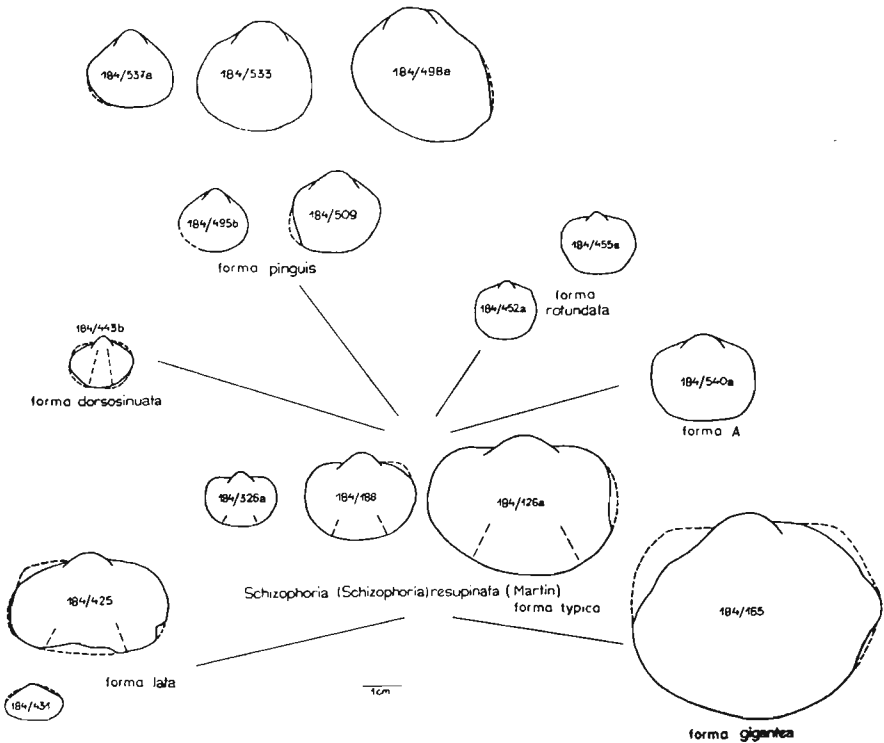 184/537a
184/533
184/498a
184/495b
184/509
forma pinguis
184/455a
184/452a
forma
rotundata
184/443b
forma dorsosinuata
184/540a
forma A
184/326a
184/188
184/126a
Schizophoria (Schizophoria) resupinata (Martin)
forma typica
184/425
184/165
forma lata
184/431
1cm
forma gigantea